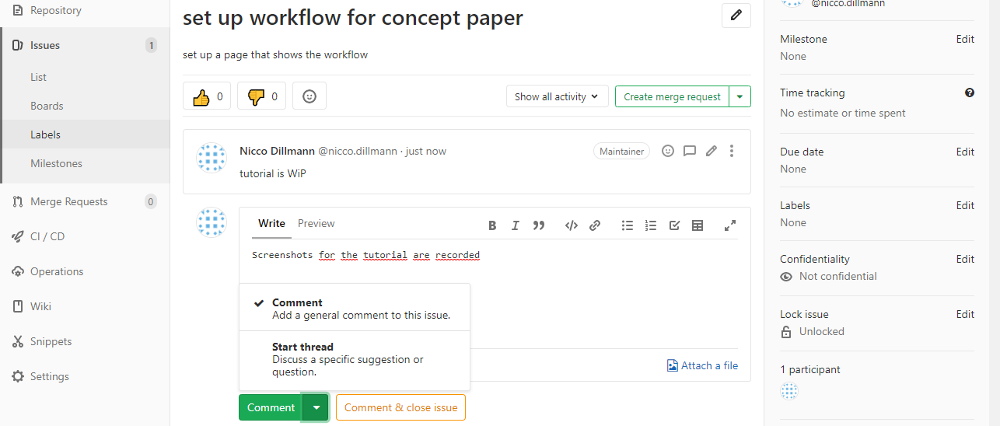 Repository
Issues 1
List
Boards
Labels
Milestones
Merge Requests 0
CI / CD
Operations
Wiki
Snippets
Settings
set up workflow for concept paper
set up a page that shows the workflow
0 0
Show all activity
Create merge request
Nicco Dillmann @nicco.dillmann · just now
Maintainer
tutorial is WiP
Write Preview
Screenshots for the tutorial are recorded
Comment
Add a general comment to this issue.
Start thread
Discuss a specific suggestion or
question.
Attach a file
Comment
Comment & close issue
@nicco.dillmann
Milestone Edit
None
Time tracking
No estimate or time spent
Due date Edit
None
Labels Edit
None
Confidentiality Edit
Not confidential
Lock issue Edit
Unlocked
1 participant